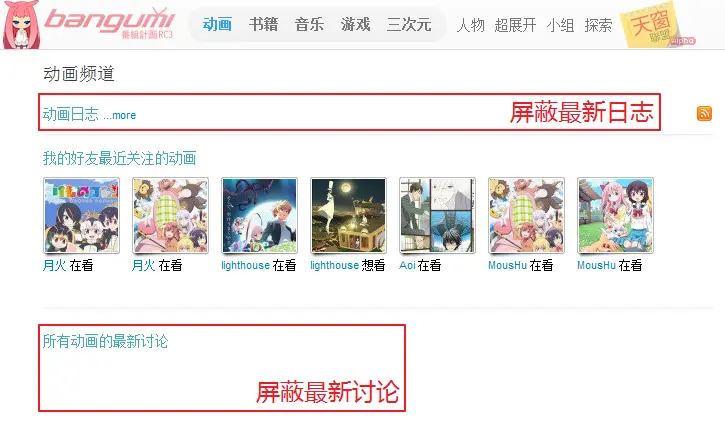 bangumi
番組計画RC3
动画 书籍 音乐 游戏 三次元 人物 超展开 小组 探索
天窗
联盟
alpha
动画频道
动画日志 ...more
屏蔽最新日志
我的好友最近关注的动画
月火 在看
月火 在看
lighthouse 在看
lighthouse 想看
Aoi 在看
MousHu 在看
MousHu 在看
所有动画的最新讨论
屏蔽最新讨论